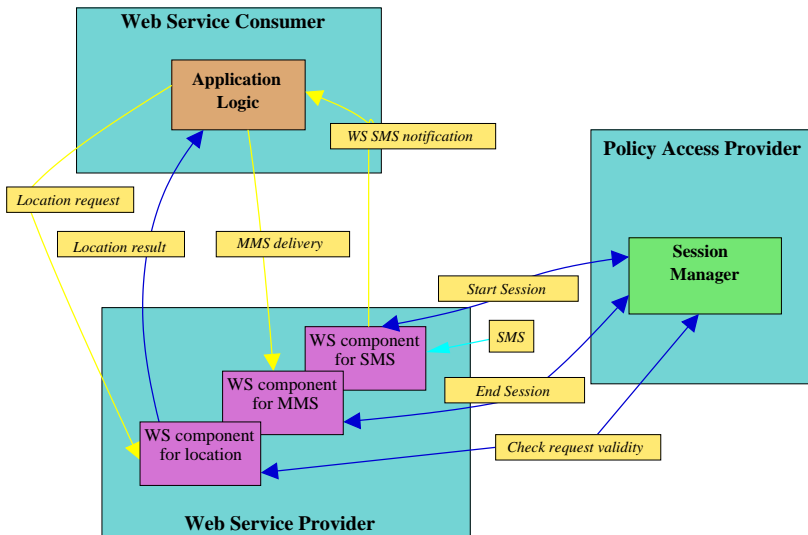 Web Service Consumer
Application
Logic
WS SMS notification
Policy Access Provider
Location request
Location result
MMS delivery
Session
Manager
Start Session
WS component
for SMS
SMS
WS component
for MMS
End Session
WS component
for location
Check request validity
Web Service Provider